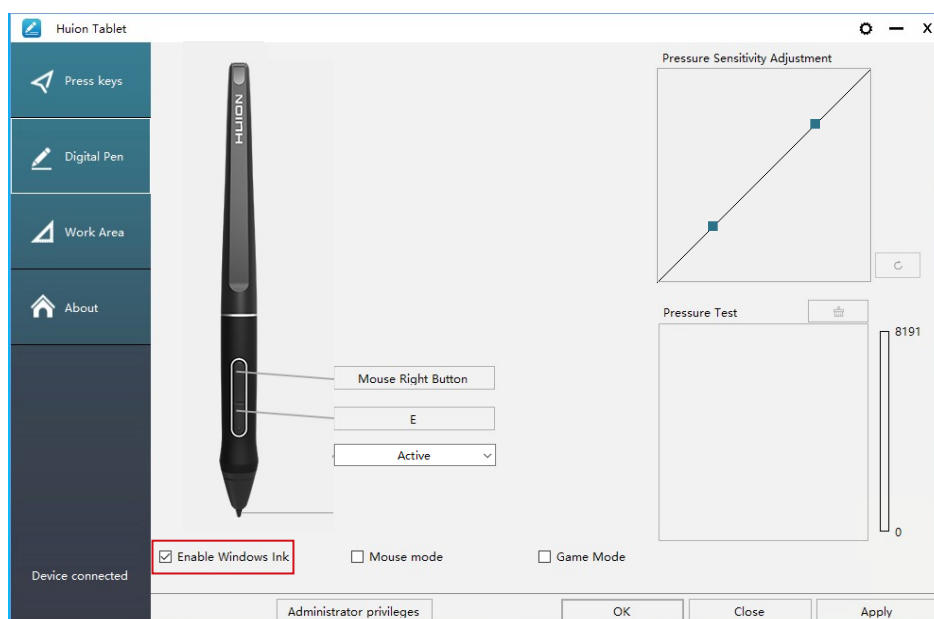 Huion Tablet
X
Press keys
Digital Pen
Work Area
About
Device connected
HUION
Mouse Right Button
E
Active
Enable Windows Ink
Mouse mode
Game Mode
Pressure Sensitivity Adjustment
Pressure Test
8191
0
Administrator privileges
OK
Close
Apply